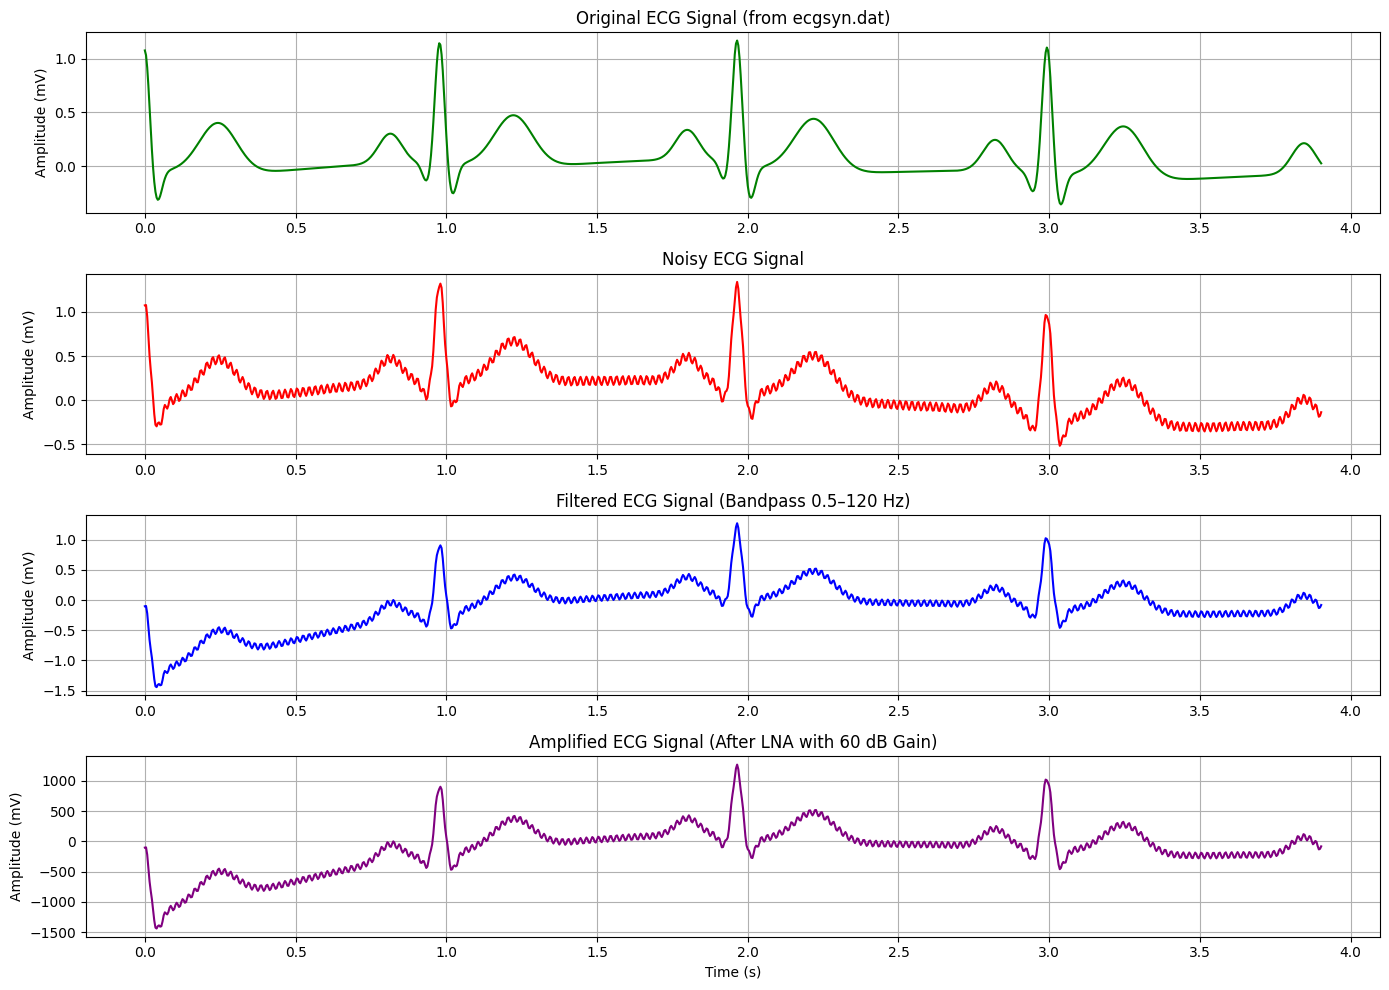 Original ECG Signal (from ecgsyn.dat)
Amplitude (mV)
1.0
0.5
0.0
0.0 0.5 1.0 1.5 2.0 2.5 3.0 3.5 4.0
Noisy ECG Signal
Amplitude (mV)
1.0
0.5
0.0
−0.5
0.0 0.5 1.0 1.5 2.0 2.5 3.0 3.5 4.0
Filtered ECG Signal (Bandpass 0.5–120 Hz)
Amplitude (mV)
1.0
0.5
0.0
−0.5
−1.0
−1.5
0.0 0.5 1.0 1.5 2.0 2.5 3.0 3.5 4.0
Amplified ECG Signal (After LNA with 60 dB Gain)
Amplitude (mV)
1000
500
0
−500
−1000
−1500
0.0 0.5 1.0 1.5 2.0 2.5 3.0 3.5 4.0
Time (s)